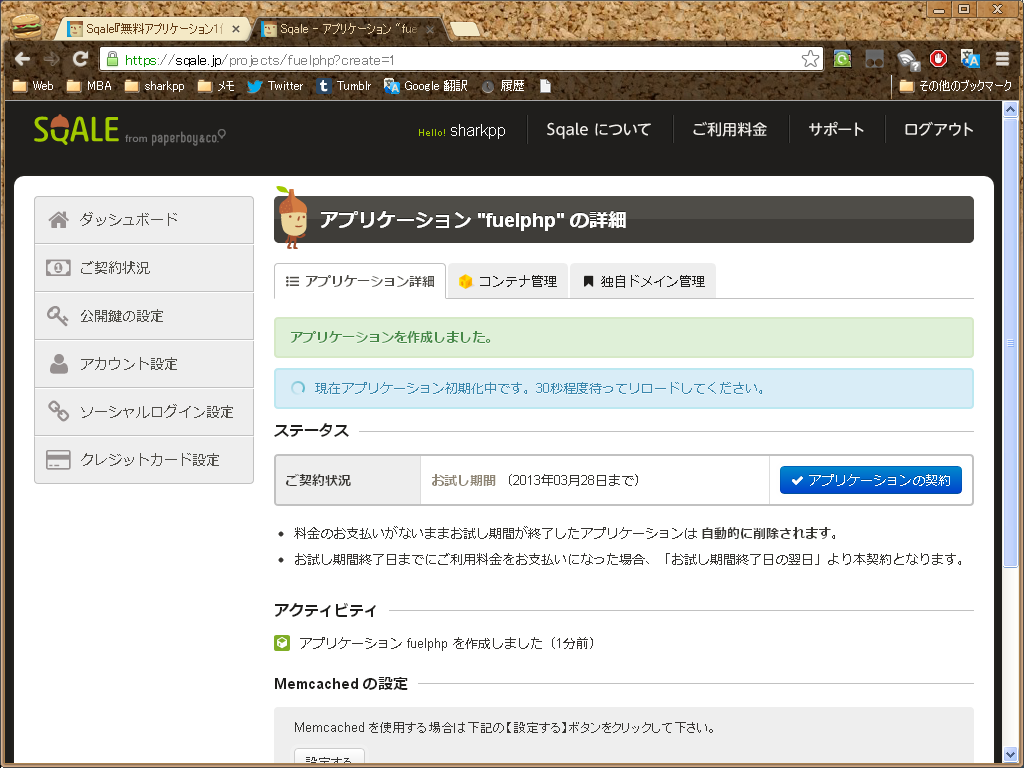 Sqale『無料アプリケーション1
Sqale - アプリケーション "fue
https://sqale.jp/projects/fuelphp?create=1
Web
MBA
sharkpp
メモ
Twitter
Tumblr
Google 翻訳
履歴
その他のブックマーク
SQALE from paperboy&co.
Hello! sharkpp
Sqale について
ご利用料金
サポート
ログアウト
ダッシュボード
ご契約状況
公開鍵の設定
アカウント設定
ソーシャルログイン設定
クレジットカード設定
アプリケーション "fuelphp" の詳細
アプリケーション詳細
コンテナ管理
独自ドメイン管理
アプリケーションを作成しました。
現在アプリケーション初期化中です。30秒程度待ってリロードしてください。
ステータス
ご契約状況
お試し期間 （2013年03月28日まで）
アプリケーションの契約
• 料金のお支払いがないままお試し期間が終了したアプリケーションは 自動的に削除されます。
• お試し期間終了日までにご利用料金をお支払いになった場合、「お試し期間終了日の翌日」より本契約となります。
アクティビティ
アプリケーション fuelphp を作成しました（1分前）
Memcached の設定
Memcached を使用する場合は下記の【設定する】ボタンをクリックして下さい。
設定する